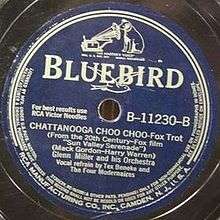 BLUEBIRD
For best results use
RCA Victor Needles
B-11230-B
CHATTANOOGA CHOO CHOO-Fox Trot
(From the 20th Century-Fox film
"Sun Valley Serenade")
(Mack Gordon-Harry Warren)
Glenn Miller and his Orchestra
Vocal refrain by Tex Beneke and
The Four Modernaires
CAMDEN, N.J.